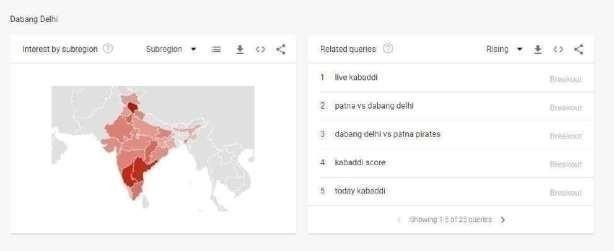 Dabang Delhi
Interest by subregion
Subregion
Related queries
Rising
1 live kabaddi Breakout
2 patna vs dabang delhi Breakout
3 dabang delhi vs patna pirates Breakout
4 kabaddi score Breakout
5 today kabaddi Breakout
Showing 1-5 of 25 queries